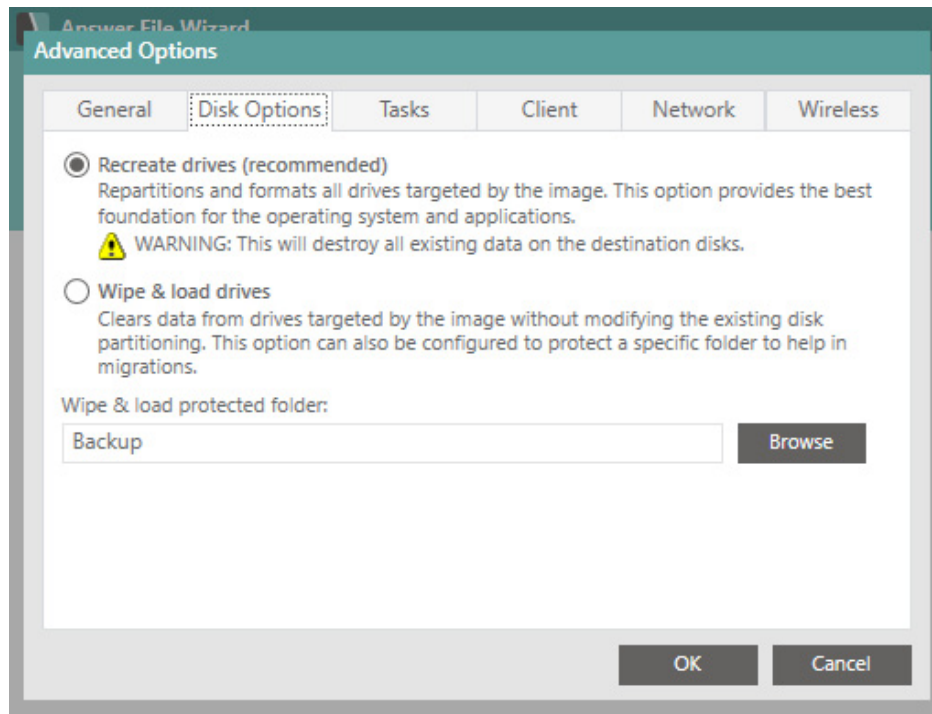 Answer File Wizard
Advanced Options
General Disk Options Tasks Client Network Wireless
Recreate drives (recommended)
Repartitions and formats all drives targeted by the image. This option provides the best
foundation for the operating system and applications.
WARNING: This will destroy all existing data on the destination disks.
Wipe & load drives
Clears data from drives targeted by the image without modifying the existing disk
partitioning. This option can also be configured to protect a specific folder to help in
migrations.
Wipe & load protected folder:
Backup Browse
OK Cancel